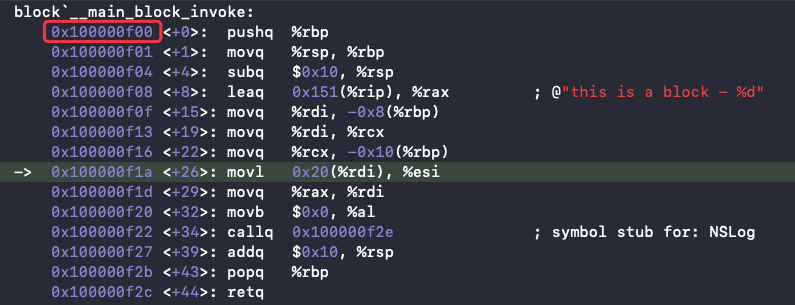 block`__main_block_invoke:
    0x100000f00 <+0>:  pushq  %rbp
    0x100000f01 <+1>:  movq   %rsp, %rbp
    0x100000f04 <+4>:  subq   $0x10, %rsp
    0x100000f08 <+8>:  leaq   0x151(%rip), %rax         ; @"this is a block - %d"
    0x100000f0f <+15>: movq   %rdi, -0x8(%rbp)
    0x100000f13 <+19>: movq   %rdi, %rcx
    0x100000f16 <+22>: movq   %rcx, -0x10(%rbp)
->  0x100000f1a <+26>: movl   0x20(%rdi), %esi
    0x100000f1d <+29>: movq   %rax, %rdi
    0x100000f20 <+32>: movb   $0x0, %al
    0x100000f22 <+34>: callq  0x100000f2e               ; symbol stub for: NSLog
    0x100000f27 <+39>: addq   $0x10, %rsp
    0x100000f2b <+43>: popq   %rbp
    0x100000f2c <+44>: retq